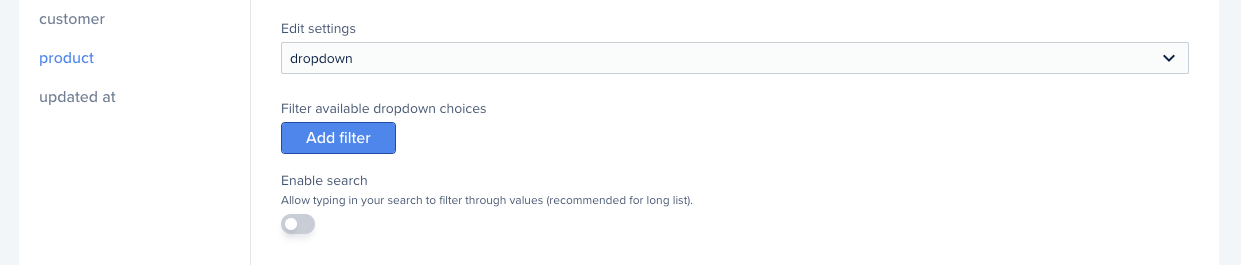 customer
product
updated at
Edit settings
dropdown
Filter available dropdown choices
Add filter
Enable search
Allow typing in your search to filter through values (recommended for long list).